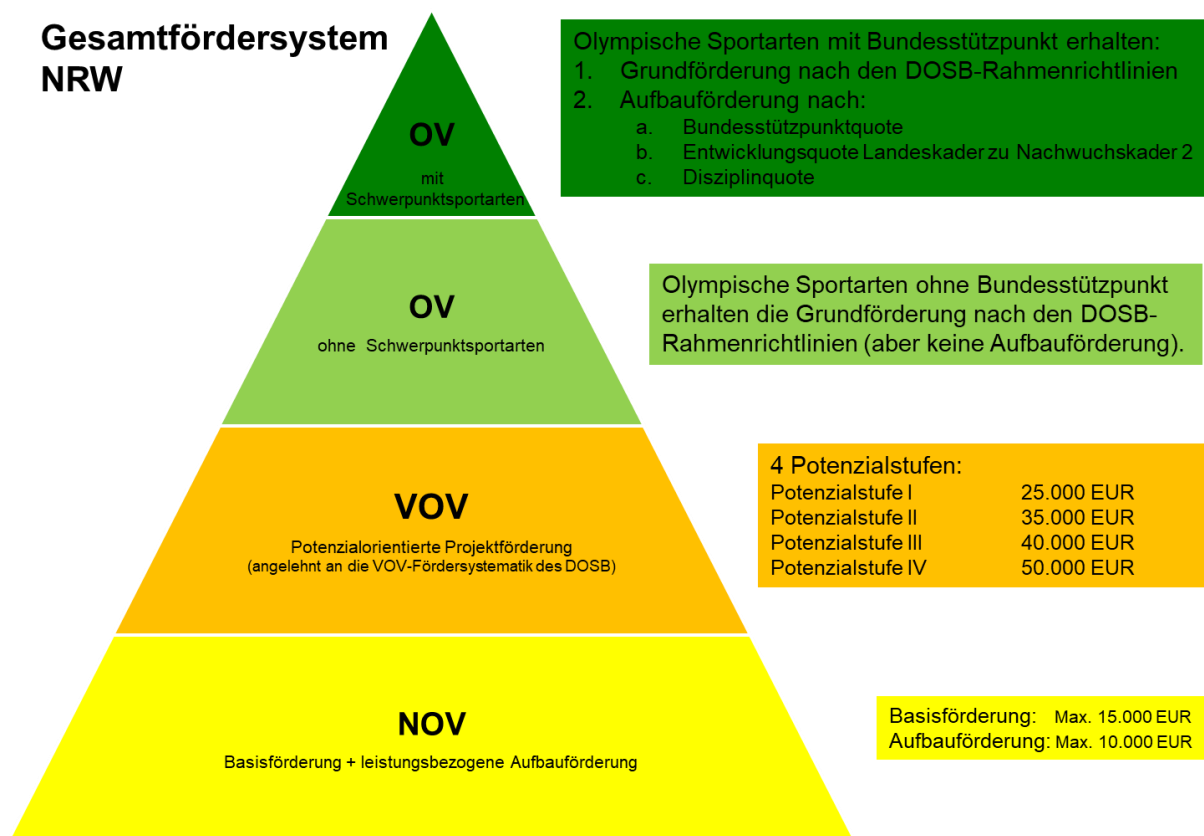 Gesamtfördersystem
NRW
OV
mit
Schwerpunktsportarten
Olympische Sportarten mit Bundesstützpunkt erhalten:
1. Grundförderung nach den DOSB-Rahmenrichtlinien
2. Aufbauförderung nach:
a. Bundesstützpunktquote
b. Entwicklungsquote Landeskader zu Nachwuchskader 2
c. Disziplinquote
OV
ohne Schwerpunktsportarten
Olympische Sportarten ohne Bundesstützpunkt
erhalten die Grundförderung nach den DOSB-
Rahmenrichtlinien (aber keine Aufbauförderung).
VOV
Potenzialorientierte Projektförderung
(angelehnt an die VOV-Fördersystematik des DOSB)
4 Potenzialstufen:
Potenzialstufe I 25.000 EUR
Potenzialstufe II 35.000 EUR
Potenzialstufe III 40.000 EUR
Potenzialstufe IV 50.000 EUR
NOV
Basisförderung + leistungsbezogene Aufbauförderung
Basisförderung: Max. 15.000 EUR
Aufbauförderung: Max. 10.000 EUR